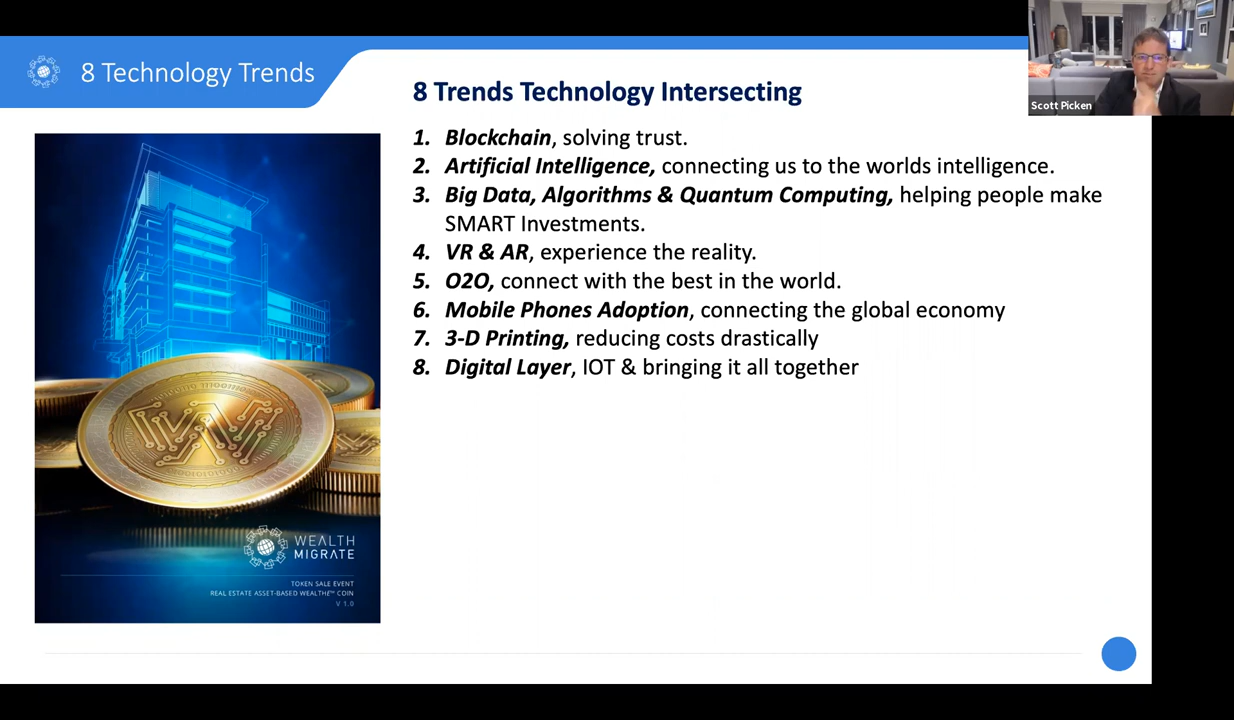 8 Technology Trends
Scott Picken
8 Trends Technology Intersecting
1. Blockchain, solving trust.
2. Artificial Intelligence, connecting us to the worlds intelligence.
3. Big Data, Algorithms & Quantum Computing, helping people make
SMART Investments.
4. VR & AR, experience the reality.
5. O2O, connect with the best in the world.
6. Mobile Phones Adoption, connecting the global economy
7. 3-D Printing, reducing costs drastically
8. Digital Layer, IOT & bringing it all together
WEALTH
MIGRATE
TOKEN SALE EVENT
REAL ESTATE ASSET-BASED WEALTHE™ COIN
V 1.0